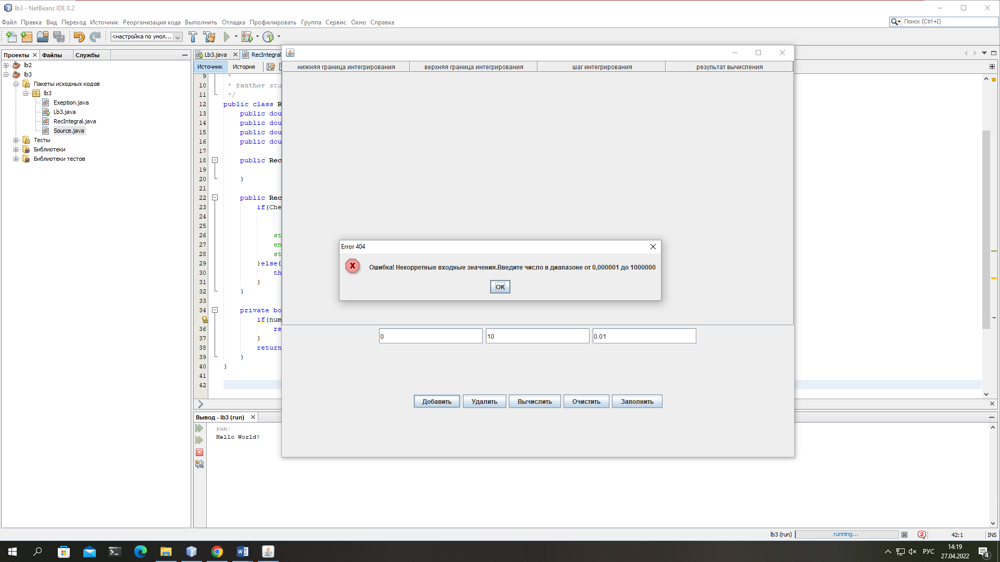 lb3 - NetBeans IDE 8.2
Файл Правка Вид Переход Источник Реорганизация кода Выполнить Отладка Профилировать Группа Сервис Окно Справка
Поиск (Ctrl+I)
<настройка по умол...
Проекты Файлы Службы
lb2
lb3
Пакеты исходных кодов
lb3
Exeption.java
Lb3.java
RecIntegral.java
Source.java
Тесты
Библиотеки
Библиотеки тестов
Lb3.java RecIntegral
Источник История
9 *
10 * @author stu
11 */
12 public class R
13 public dou
14 public dou
15 public dou
16 public dou
17
18 public Rec
19
20 }
21
22 public Rec
23 if(Che
24
25
26 st
27 en
28 st
29 }else{
30 th
31 }
32 }
33
34 private bo
if(num
36 re
37 }
38 return
39 }
40 }
41
42
нижняя граница интегрирования верхняя граница интегрирования шаг интегрирования результат вычисления
Error 404
Ошибка! Некорретные входные значения.Введите число в диапазоне от 0,000001 до 1000000
OK
0 10 0.01
Добавить Удалить Вычислить Очистить Заполнить
Вывод - lb3 (run)
run:
Hello World!
lb3 (run) running... 2 42:1 INS
РУС 14:19
27.04.2022
4